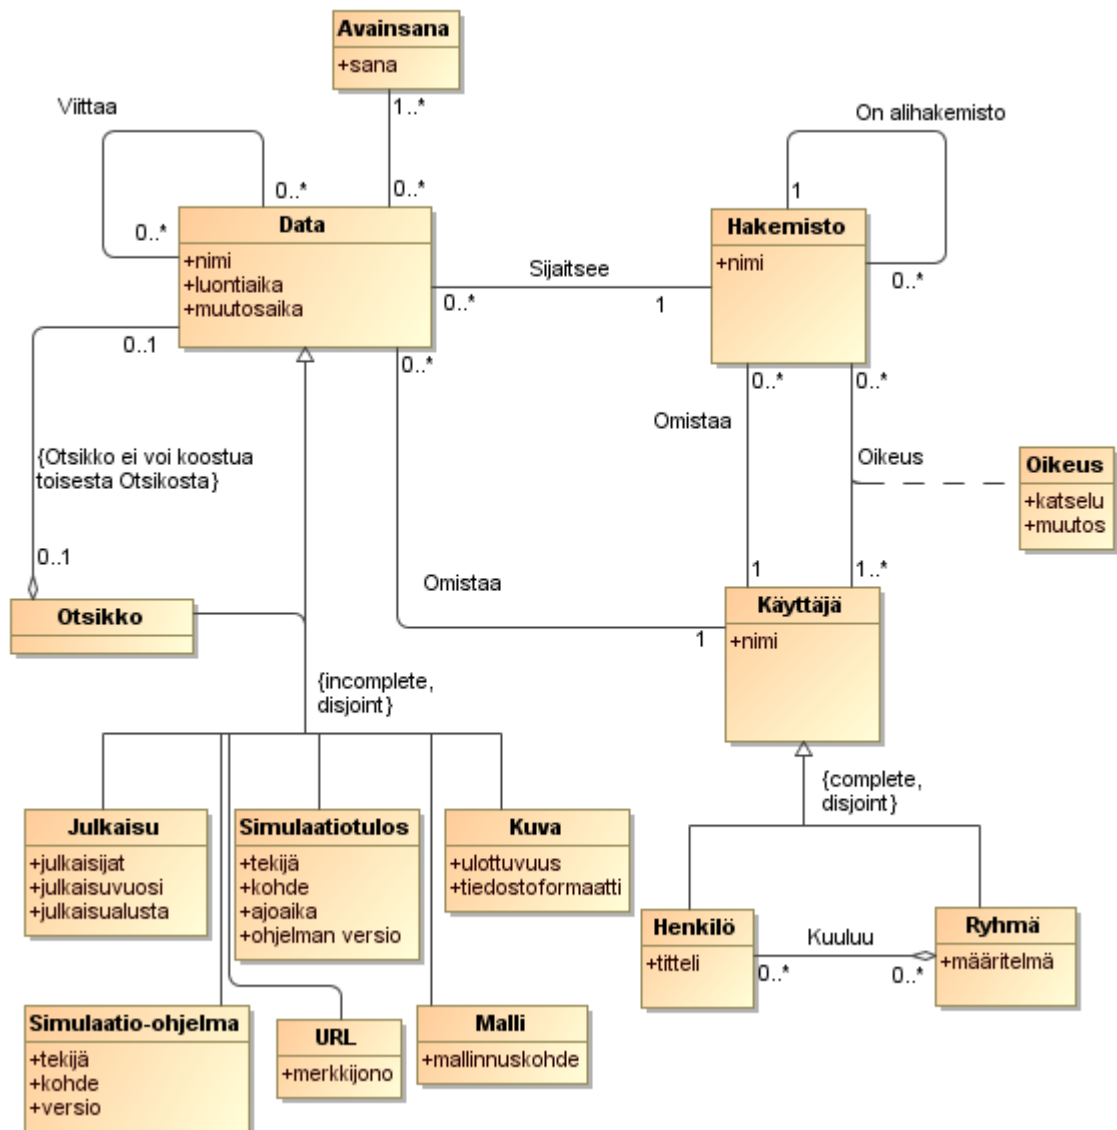 Avainsana
+sana
1..*
Viittaa
On alihakemisto
0..*
0..*
1
0..*
Data
+nimi
+luontiaika
+muutosaika
Hakemisto
+nimi
Sijaitsee
0..*
1
0..*
0..1
0..*
0..*
0..*
Omistaa
{Otsikko ei voi koostua
toisesta Otsikosta}
Oikeus
Oikeus
+katselu
+muutos
0..1
Omistaa
1
1..*
Otsikko
Käyttäjä
+nimi
1
{incomplete,
disjoint}
{complete,
disjoint}
Julkaisu
+julkaisijat
+julkaisuvuosi
+julkaisualusta
Simulaatiotulos
+tekijä
+kohde
+ajoaika
+ohjelman versio
Kuva
+ulottuvuus
+tiedostoformaatti
Henkilö
+titteli
Kuuluu
0..*
0..*
Ryhmä
+määritelmä
Simulaatio-ohjelma
+tekijä
+kohde
+versio
URL
+merkkijono
Malli
+mallinnuskohde